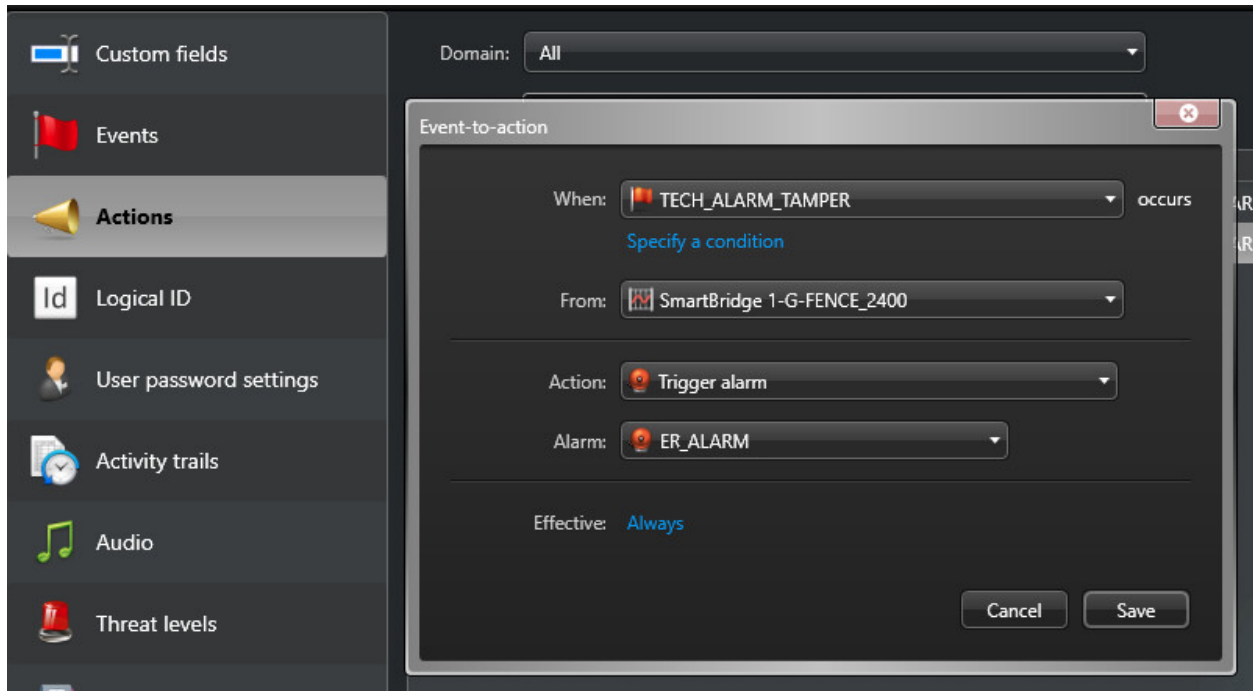 Custom fields
Events
Actions
Id Logical ID
User password settings
Activity trails
Audio
Threat levels
Domain: All
Event-to-action
When: TECH_ALARM_TAMPER occurs
Specify a condition
From: SmartBridge 1-G-FENCE_2400
Action: Trigger alarm
Alarm: ER_ALARM
Effective: Always
Cancel Save